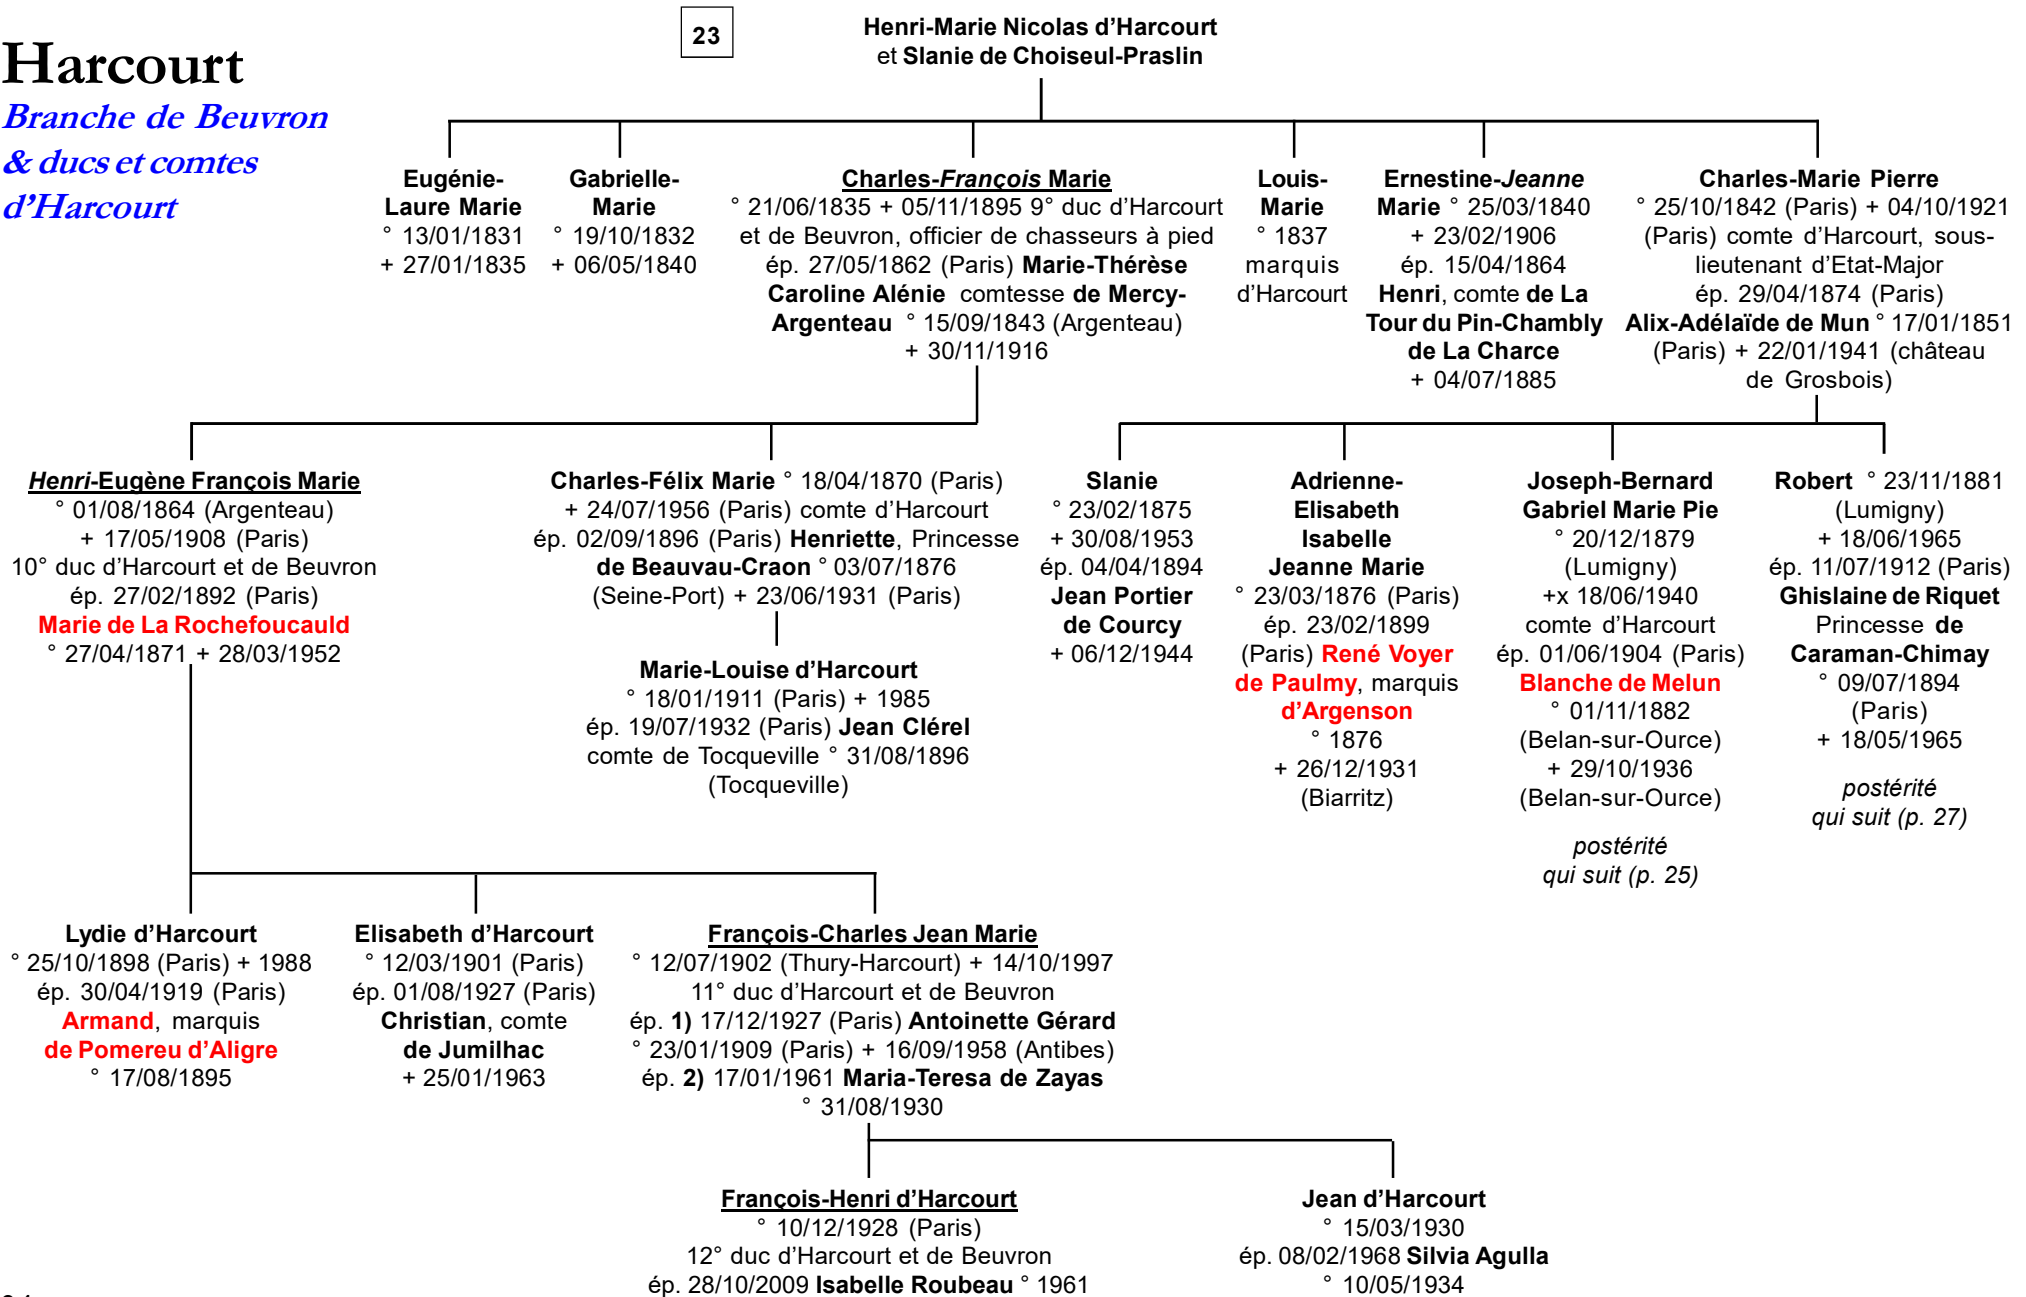 23
Henri-Marie Nicolas d’Harcourt
et Slanie de Choiseul-Praslin
Harcourt
Branche de Beuvron
& ducs et comtes
d’Harcourt
Eugénie-
Laure Marie
° 13/01/1831
+ 27/01/1835
Gabrielle-
Marie
° 19/10/1832
+ 06/05/1840
Charles-François Marie
° 21/06/1835 + 05/11/1895 9° duc d’Harcourt
et de Beuvron, officier de chasseurs à pied
ép. 27/05/1862 (Paris) Marie-Thérèse
Caroline Alénie comtesse de Mercy-
Argenteau ° 15/09/1843 (Argenteau)
+ 30/11/1916
Louis-
Marie
° 1837
marquis
d’Harcourt
Ernestine-Jeanne
Marie ° 25/03/1840
+ 23/02/1906
ép. 15/04/1864
Henri, comte de La
Tour du Pin-Chambly
de La Charce
+ 04/07/1885
Charles-Marie Pierre
° 25/10/1842 (Paris) + 04/10/1921
(Paris) comte d’Harcourt, sous-
lieutenant d’Etat-Major
ép. 29/04/1874 (Paris)
Alix-Adélaïde de Mun ° 17/01/1851
(Paris) + 22/01/1941 (château
de Grosbois)
Henri-Eugène François Marie
° 01/08/1864 (Argenteau)
+ 17/05/1908 (Paris)
10° duc d’Harcourt et de Beuvron
ép. 27/02/1892 (Paris)
Marie de La Rochefoucauld
° 27/04/1871 + 28/03/1952
Charles-Félix Marie ° 18/04/1870 (Paris)
+ 24/07/1956 (Paris) comte d’Harcourt
ép. 02/09/1896 (Paris) Henriette, Princesse
de Beauvau-Craon ° 03/07/1876
(Seine-Port) + 23/06/1931 (Paris)
Marie-Louise d’Harcourt
° 18/01/1911 (Paris) + 1985
ép. 19/07/1932 (Paris) Jean Clérel
comte de Tocqueville ° 31/08/1896
(Tocqueville)
Slanie
° 23/02/1875
+ 30/08/1953
ép. 04/04/1894
Jean Portier
de Courcy
+ 06/12/1944
Adrienne-
Elisabeth
Isabelle
Jeanne Marie
° 23/03/1876 (Paris)
ép. 23/02/1899
(Paris) René Voyer
de Paulmy, marquis
d’Argenson
° 1876
+ 26/12/1931
(Biarritz)
Joseph-Bernard
Gabriel Marie Pie
° 20/12/1879
(Lumigny)
+x 18/06/1940
comte d’Harcourt
ép. 01/06/1904 (Paris)
Blanche de Melun
° 01/11/1882
(Belan-sur-Ource)
+ 29/10/1936
(Belan-sur-Ource)
postérité
qui suit (p. 25)
Robert ° 23/11/1881
(Lumigny)
+ 18/06/1965
ép. 11/07/1912 (Paris)
Ghislaine de Riquet
Princesse de
Caraman-Chimay
° 09/07/1894
(Paris)
+ 18/05/1965
postérité
qui suit (p. 27)
Lydie d’Harcourt
° 25/10/1898 (Paris) + 1988
ép. 30/04/1919 (Paris)
Armand, marquis
de Pomereu d’Aligre
° 17/08/1895
Elisabeth d’Harcourt
° 12/03/1901 (Paris)
ép. 01/08/1927 (Paris)
Christian, comte
de Jumilhac
+ 25/01/1963
François-Charles Jean Marie
° 12/07/1902 (Thury-Harcourt) + 14/10/1997
11° duc d’Harcourt et de Beuvron
ép. 1) 17/12/1927 (Paris) Antoinette Gérard
° 23/01/1909 (Paris) + 16/09/1958 (Antibes)
ép. 2) 17/01/1961 Maria-Teresa de Zayas
° 31/08/1930
François-Henri d’Harcourt
° 10/12/1928 (Paris)
12° duc d’Harcourt et de Beuvron
ép. 28/10/2009 Isabelle Roubeau ° 1961
Jean d’Harcourt
° 15/03/1930
ép. 08/02/1968 Silvia Agulla
° 10/05/1934